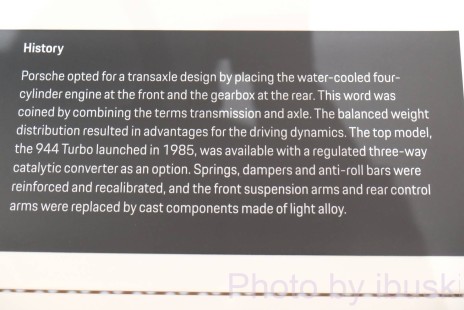 History
Porsche opted for a transaxle design by placing the water-cooled four-
cylinder engine at the front and the gearbox at the rear. This word was
coined by combining the terms transmission and axle. The balanced weight
distribution resulted in advantages for the driving dynamics. The top model,
the 944 Turbo launched in 1985, was available with a regulated three-way
catalytic converter as an option. Springs, dampers and anti-roll bars were
reinforced and recalibrated, and the front suspension arms and rear control
arms were replaced by cast components made of light alloy.
Photo by